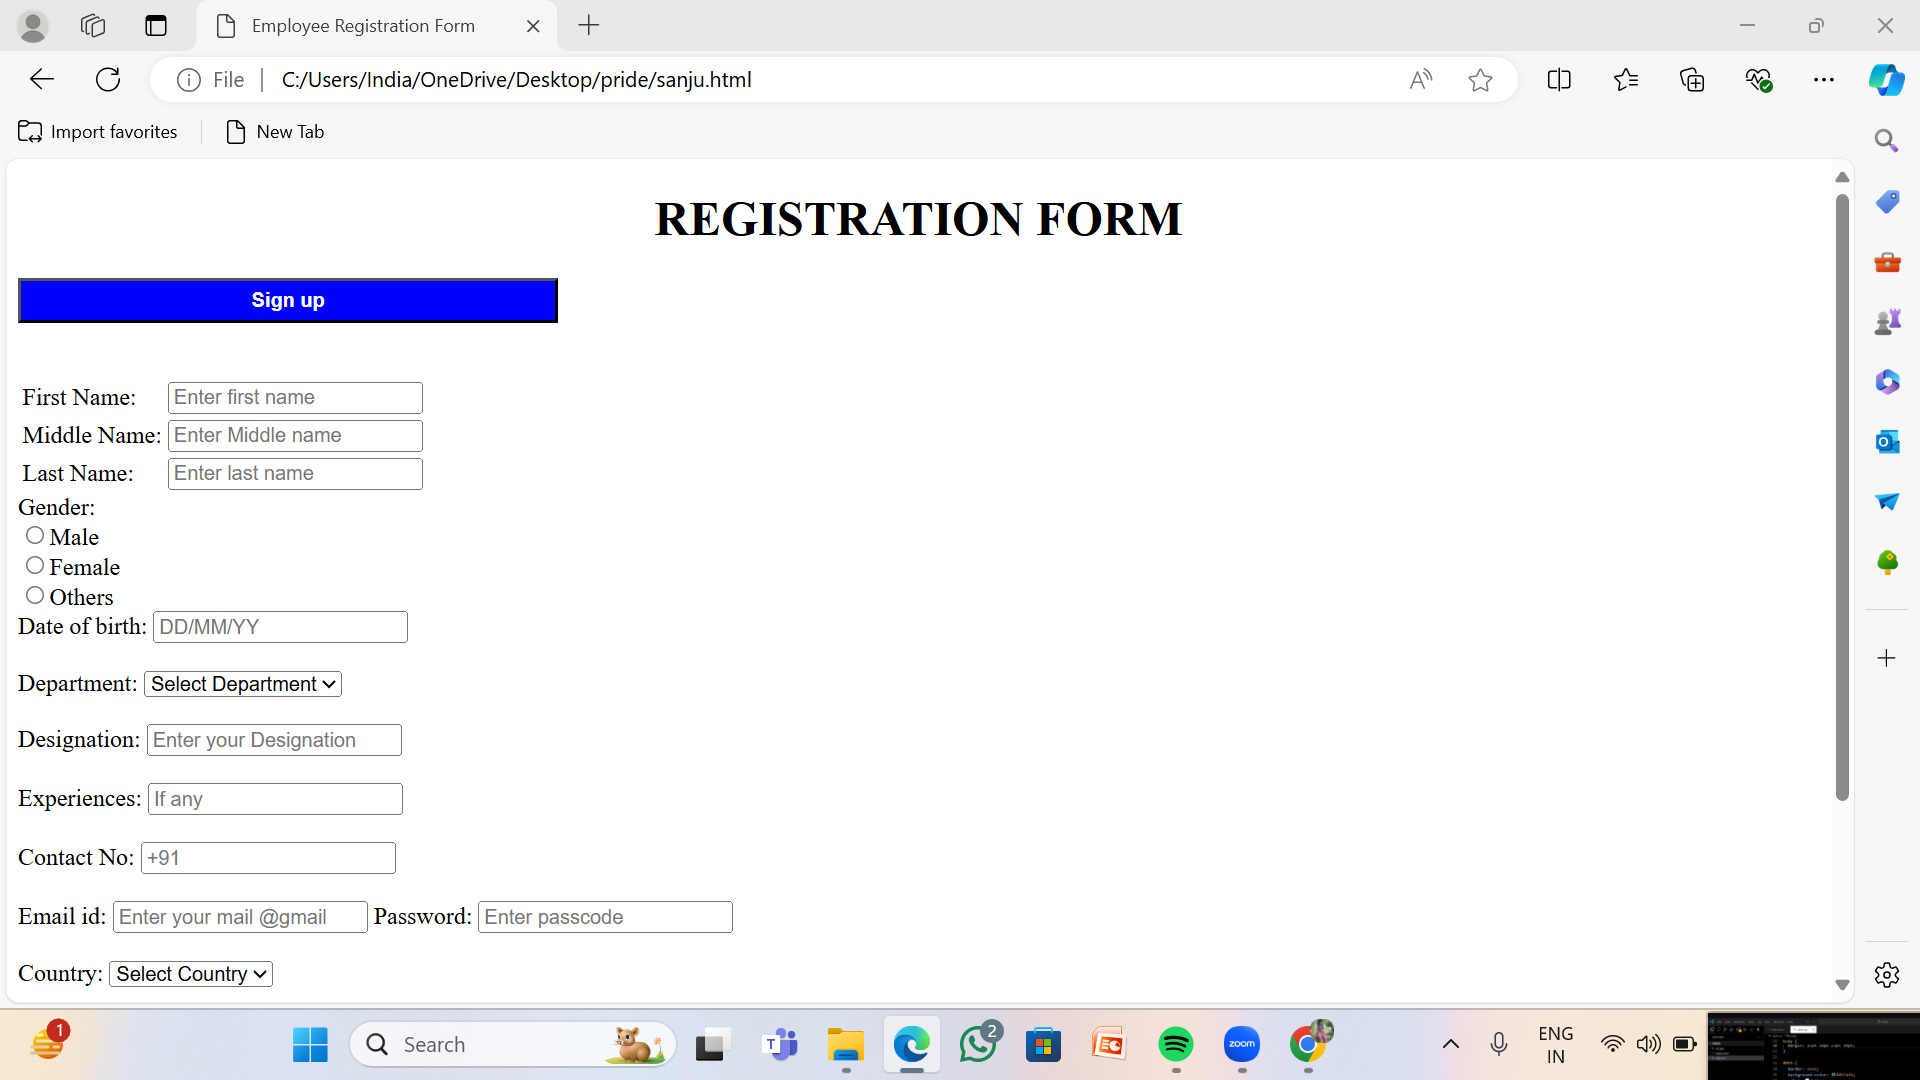 Employee Registration Form
File
C:/Users/India/OneDrive/Desktop/pride/sanju.html
Import favorites
New Tab
REGISTRATION FORM
Sign up
First Name: Enter first name
Middle Name: Enter Middle name
Last Name: Enter last name
Gender:
Male
Female
Others
Date of birth: DD/MM/YY
Department: Select Department
Designation: Enter your Designation
Experiences: If any
Contact No: +91
Email id: Enter your mail @gmail Password: Enter passcode
Country: Select Country
1
Search
2
zoom
ENG
IN